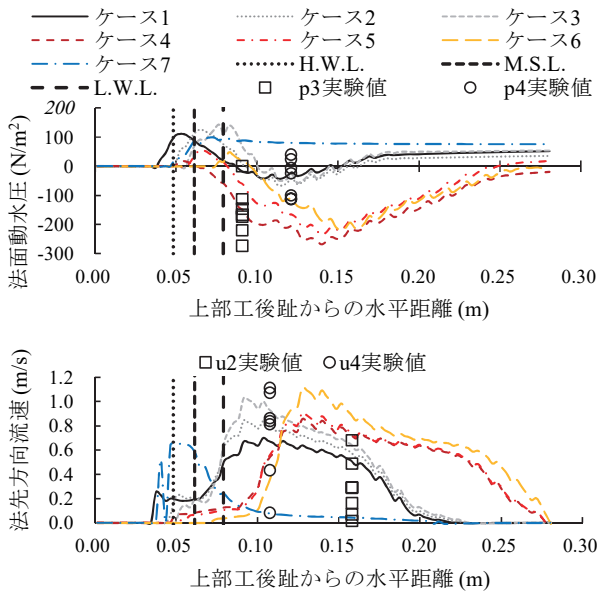 ケース1 ケース2 ケース3
ケース4 ケース5 ケース6
ケース7 H.W.L. M.S.L.
L.W.L. p3実験値 p4実験値
法面動水圧 (N/m²)
200
100
0
-100
-200
-300
0.00 0.05 0.10 0.15 0.20 0.25 0.30
上部工後趾からの水平距離 (m)
u2実験値 u4実験値
法先方向流速 (m/s)
1.2
1.0
0.8
0.6
0.4
0.2
0.0
0.00 0.05 0.10 0.15 0.20 0.25 0.30
上部工後趾からの水平距離 (m)